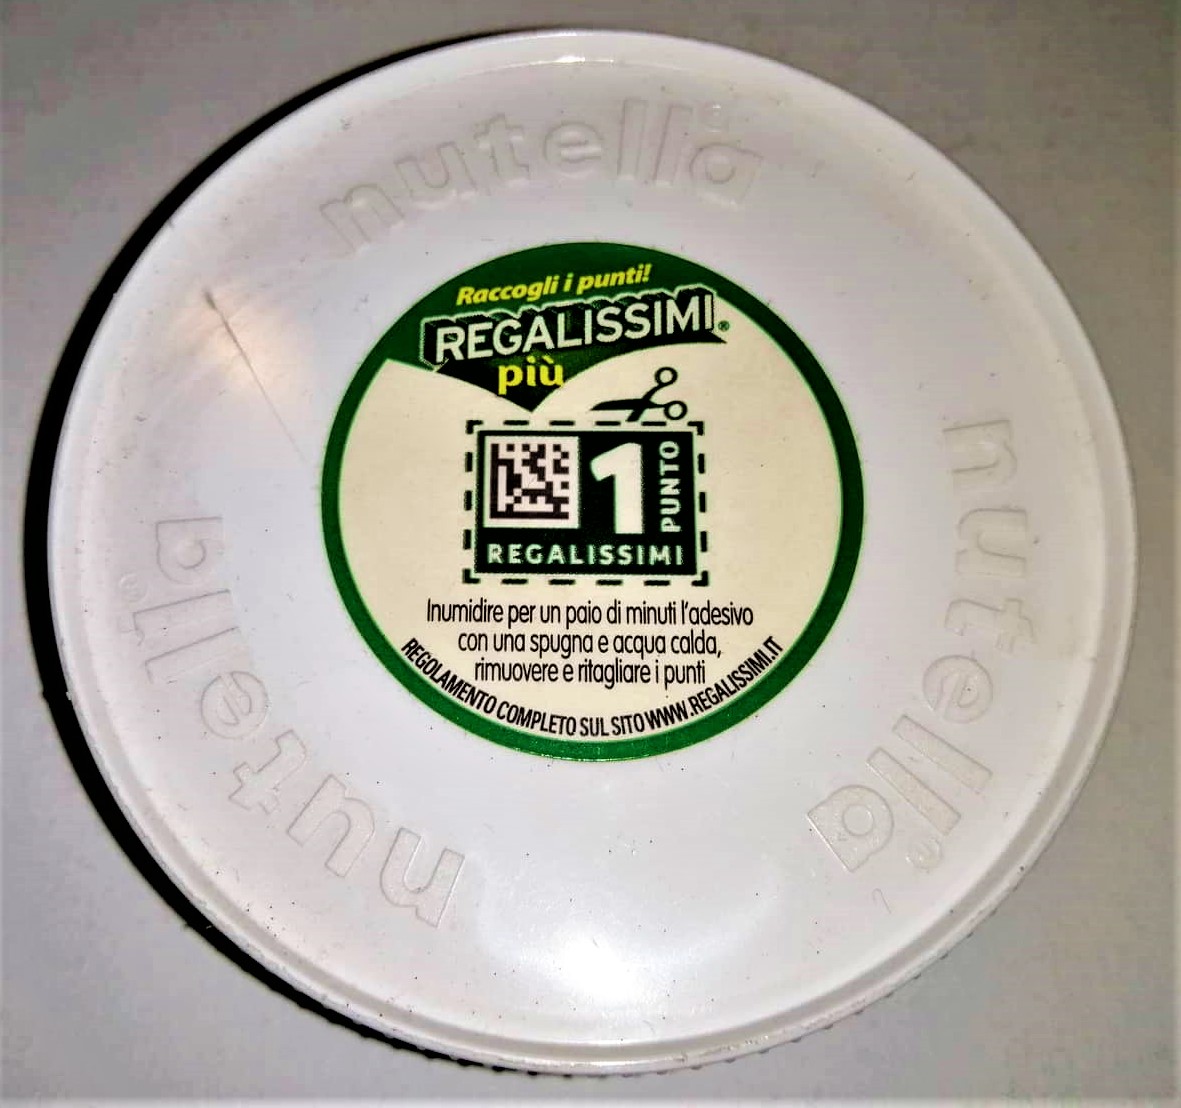 nutella®
Raccogli i punti!
REGALISSIMI®
più
1
PUNTO
REGALISSIMI
Inumidire per un paio di minuti l'adesivo
con una spugna e acqua calda,
rimuovere e ritagliare i punti
REGOLAMENTO COMPLETO SUL SITO WWW.REGALISSIMI.IT
nutella®
nutella®